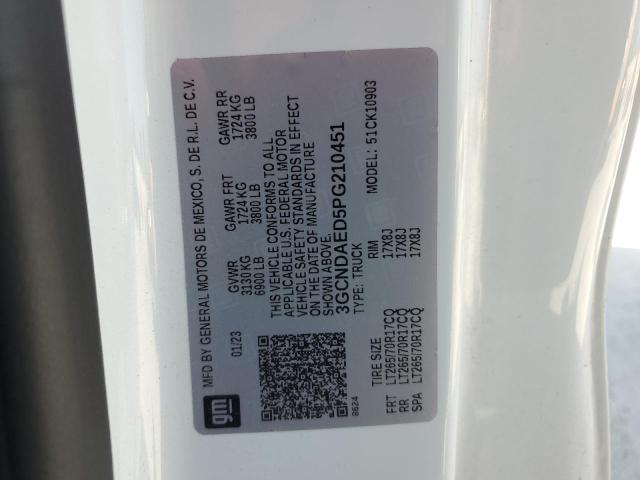 MFD BY GENERAL MOTORS DE MEXICO, S. DE R.L. DE C.V.
01/23 GVWR GAWR FRT GAWR RR
3130 KG 1724 KG 1724 KG
6900 LB 3800 LB 3800 LB
THIS VEHICLE CONFORMS TO ALL
APPLICABLE U.S. FEDERAL MOTOR
VEHICLE SAFETY STANDARDS IN EFFECT
ON THE DATE OF MANUFACTURE
SHOWN ABOVE.
3GCNDAED5PG210451
TYPE: TRUCK MODEL: 51CK10903
gm
8624
TIRE SIZE RIM
FRT LT265/70R17CQ 17X8J
RR LT265/70R17CQ 17X8J
SPA LT265/70R17CQ 17X8J